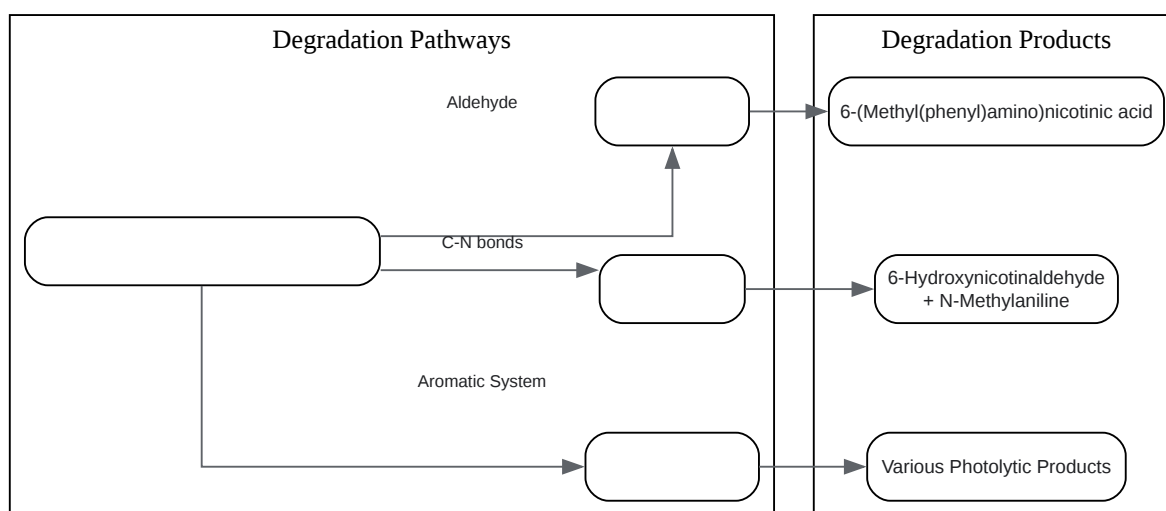 Degradation Pathways
Degradation Products
Aldehyde
6-(Methyl(phenyl)amino)nicotinic acid
C-N bonds
6-Hydroxynicotinaldehyde
+ N-Methylaniline
Aromatic System
Various Photolytic Products